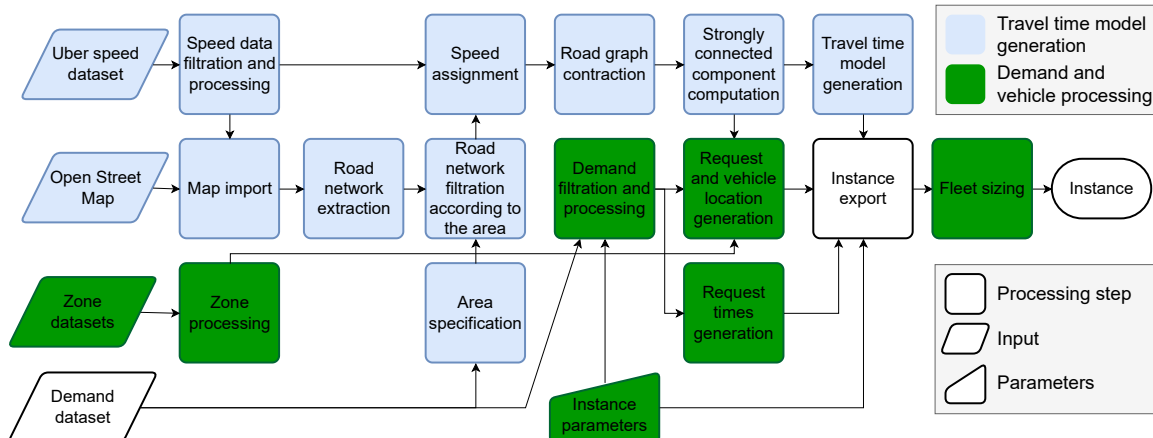 Uber speed
dataset
Speed data
filtration and
processing
Speed
assignment
Road graph
contraction
Strongly
connected
component
computation
Travel time
model
generation
Travel time model
generation
Demand and
vehicle processing
Open Street
Map
Map import
Road
network
extraction
Road
network
filtration
according to
the area
Demand
filtration and
processing
Request
and vehicle
location
generation
Instance
export
Fleet sizing
Instance
Zone
datasets
Zone
processing
Area
specification
Request
times
generation
Processing step
Input
Parameters
Demand
dataset
Instance
parameters